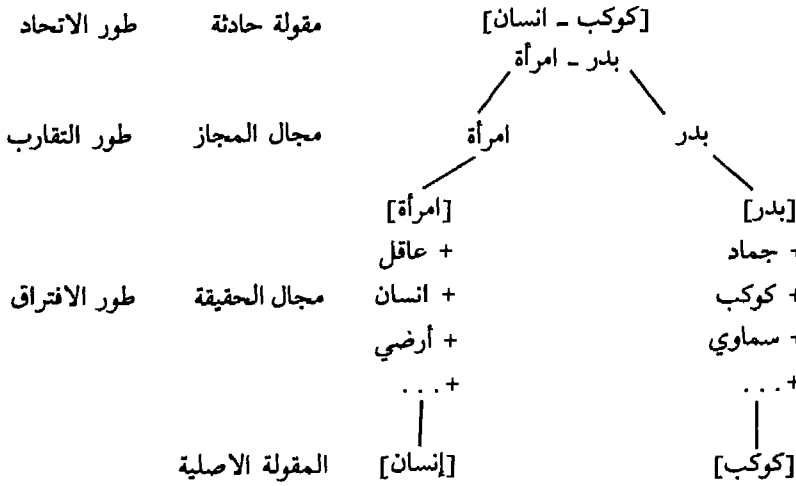 [كوكب - انسان] مقولة حادثة طور الاتحاد
بدر - امرأة
بدر امرأة مجال المجاز طور التقارب
[بدر] [امرأة]
+ جماد + عاقل
+ كوكب + انسان مجال الحقيقة طور الافتراق
+ سماوي + أرضي
+ . . . + . . .
[كوكب] [إنسان] المقولة الاصلية